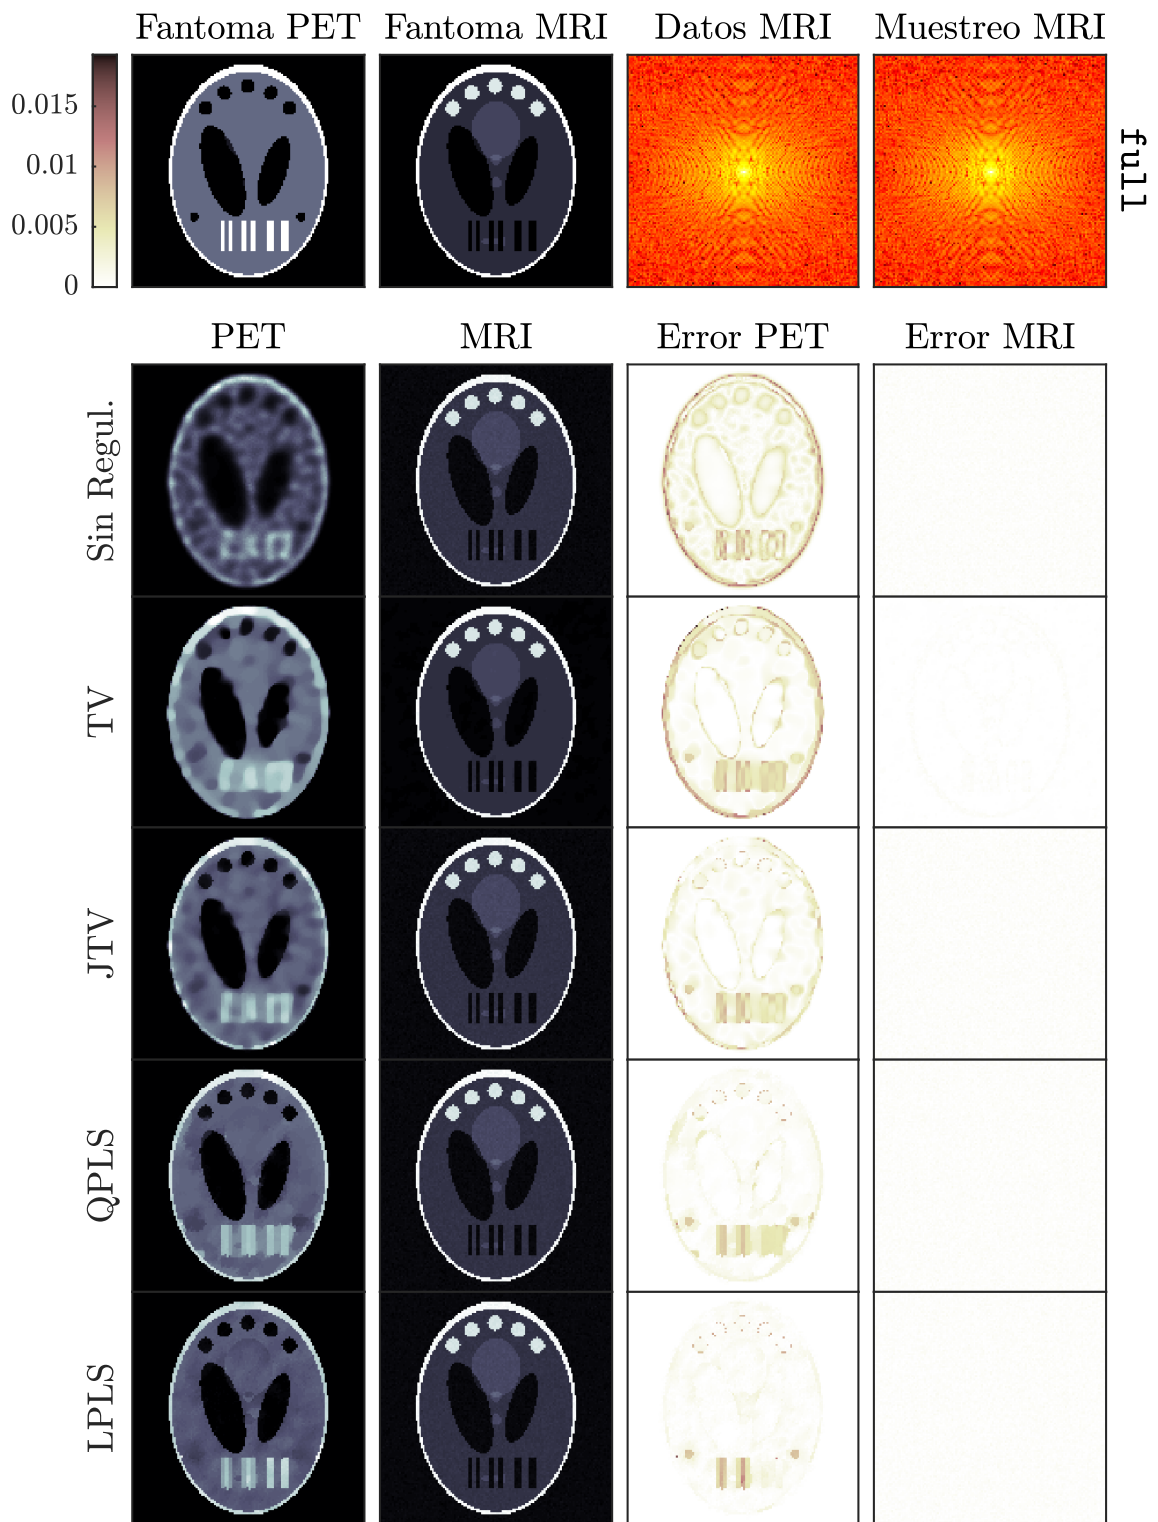 Fantoma PET Fantoma MRI Datos MRI Muestreo MRI
0.015
0.01
0.005
0
full
PET MRI Error PET Error MRI
Sin Regul.
TV
JTV
QPLS
LPLS